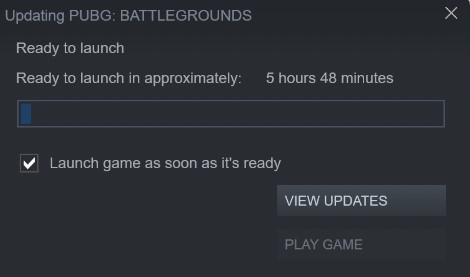 Updating PUBG: BATTLEGROUNDS
Ready to launch
Ready to launch in approximately: 5 hours 48 minutes
Launch game as soon as it's ready
VIEW UPDATES
PLAY GAME